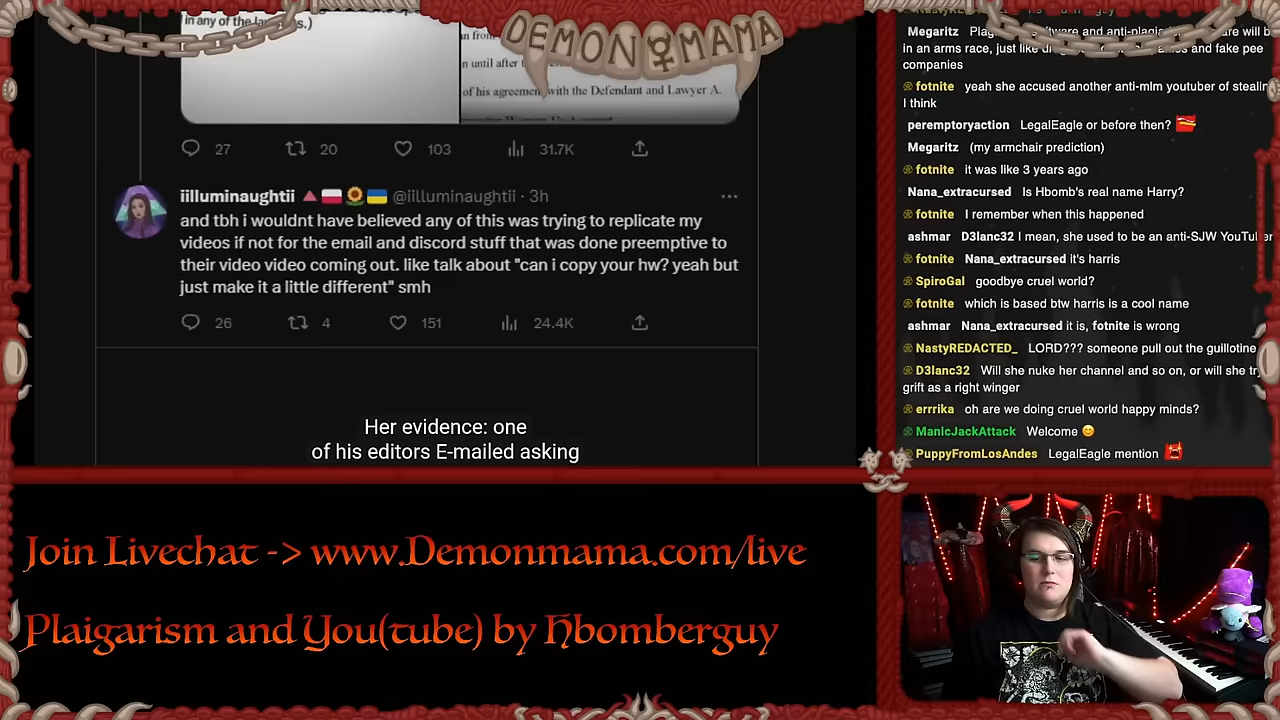 in any of the
s.)
DEMON MAMA
n until after
of his agreement with the Defendant and Lawyer A.
27
20
103
31.7K
iilluminaughtii 🔺🇵🇱🌻🇺🇦 @iilluminaughtii · 3h
and tbh i wouldnt have believed any of this was trying to replicate my
videos if not for the email and discord stuff that was done preemptive to
their video video coming out. like talk about "can i copy your hw? yeah but
just make it a little different" smh
26
4
151
24.4K
Her evidence: one
of his editors E-mailed asking
Megaritz
in an arms race, just like and fake pee
companies
fotnite yeah she accused another anti-mlm youtuber of stealin
I think
peremptoryaction LegalEagle or before then?
Megaritz (my armchair prediction)
fotnite it was like 3 years ago
Nana_extracursed Is Hbomb's real name Harry?
fotnite I remember when this happened
ashmar D3lanc32 I mean, she used to be an anti-SJW YouTuber
fotnite Nana_extracursed it's harris
SpiroGal goodbye cruel world?
fotnite which is based btw harris is a cool name
ashmar Nana_extracursed it is, fotnite is wrong
NastyREDACTED_ LORD??? someone pull out the guillotine
D3lanc32 Will she nuke her channel and so on, or will she try
grift as a right winger
errrika oh are we doing cruel world happy minds?
ManicJackAttack Welcome 😊
PuppyFromLosAndes LegalEagle mention
Join Livechat -> www.Demonmama.com/live
Plaigarism and You(tube) by Hbomberguy